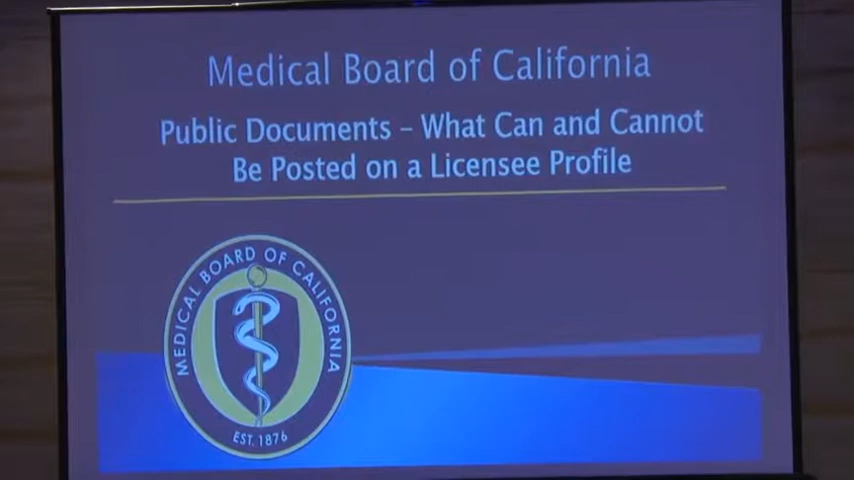 Medical Board of California
Public Documents – What Can and Cannot
Be Posted on a Licensee Profile
MEDICAL BOARD OF CALIFORNIA
EST. 1876